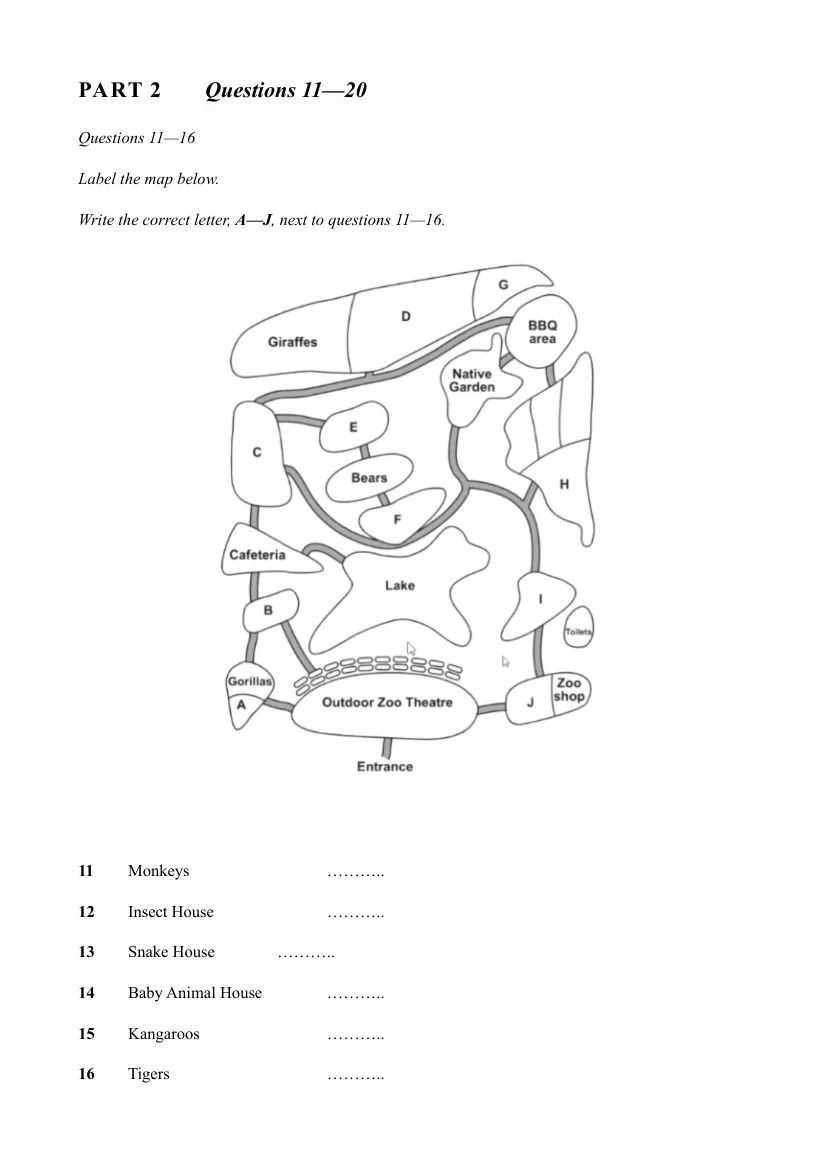 PART 2 Questions 11—20
Questions 11—16
Label the map below.
Write the correct letter, A—J, next to questions 11—16.
G
D
BBQ
area
Giraffes
Native
Garden
E
C
Bears
H
F
Cafeteria
Lake
I
B
Toilets
Gorillas
Zoo
shop
A
Outdoor Zoo Theatre
J
Entrance
11 Monkeys ………..
12 Insect House ………..
13 Snake House ………..
14 Baby Animal House ………..
15 Kangaroos ………..
16 Tigers ………..